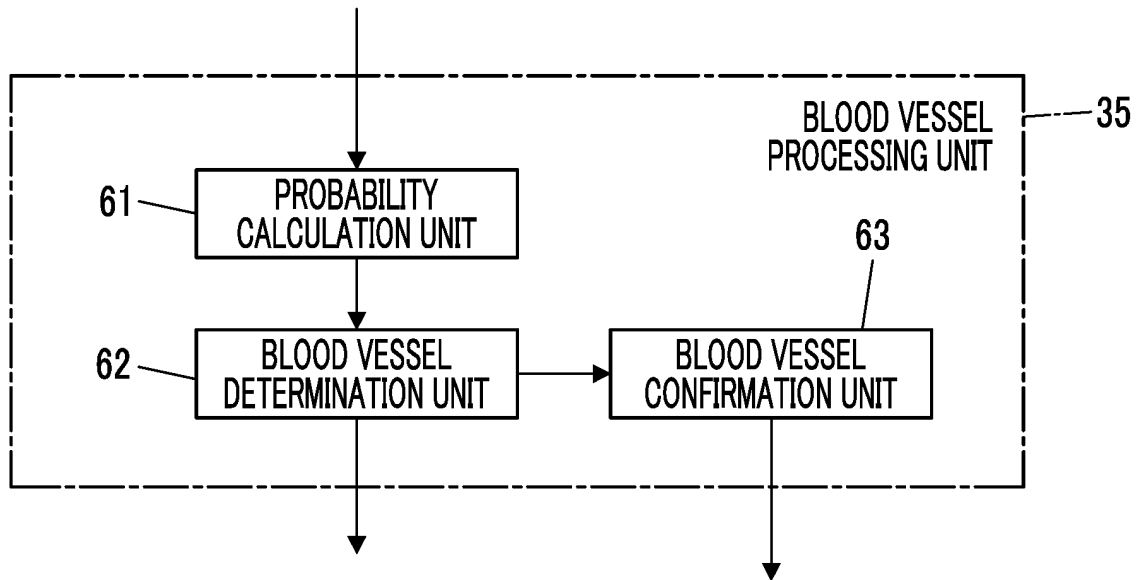 BLOOD VESSEL
PROCESSING UNIT
35
61
PROBABILITY
CALCULATION UNIT
63
62
BLOOD VESSEL
DETERMINATION UNIT
BLOOD VESSEL
CONFIRMATION UNIT